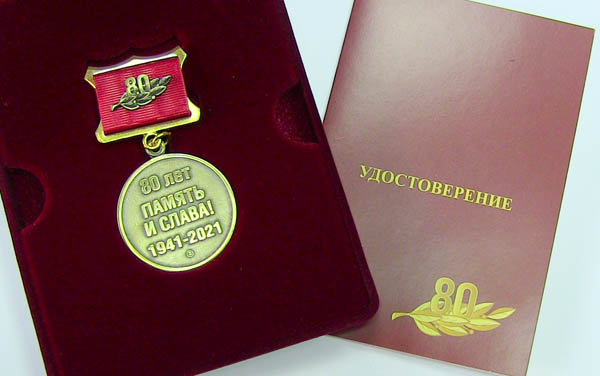 80
80 лет
ПАМЯТЬ
И СЛАВА!
1941-2021
УДОСТОВЕРЕНИЕ
80